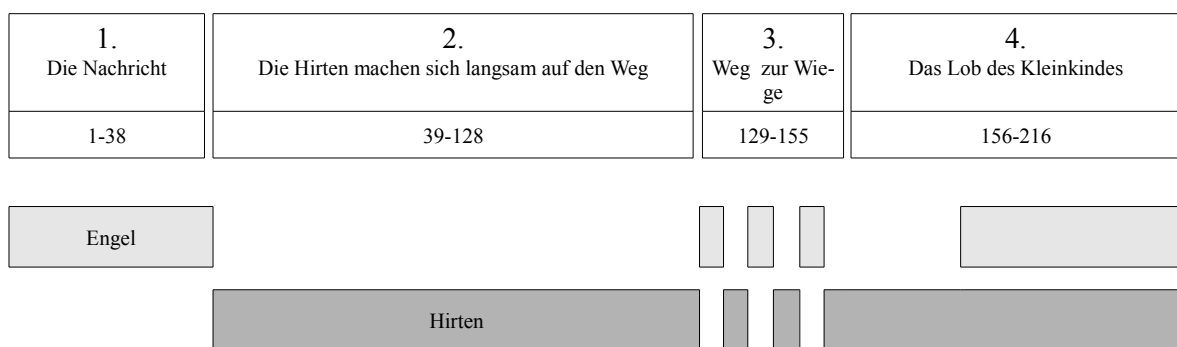 1.
Die Nachricht
2.
Die Hirten machen sich langsam auf den Weg
3.
Weg zur Wie-
ge
4.
Das Lob des Kleinkindes
1-38
39-128
129-155
156-216
Engel
Hirten